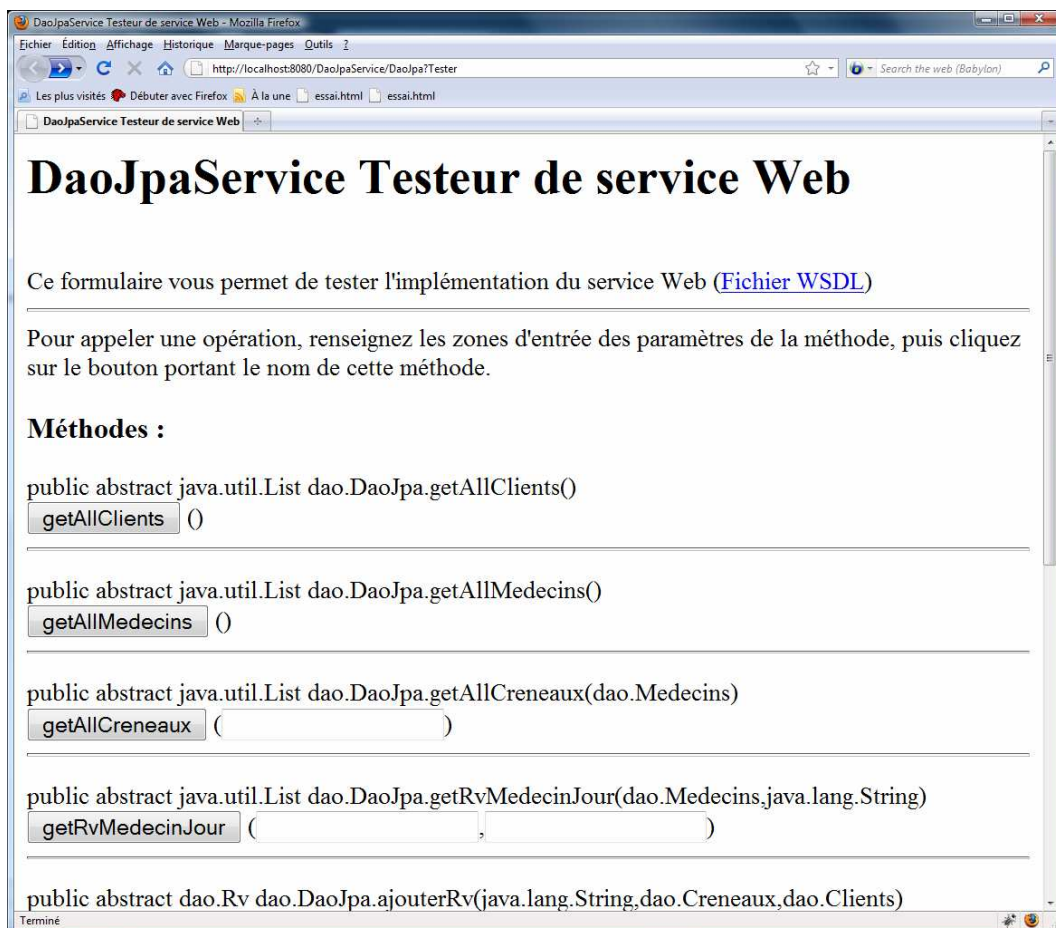 DaoJpaService Testeur de service Web - Mozilla Firefox
Fichier Édition Affichage Historique Marque-pages Outils ?
http://localhost:8080/DaoJpaService/DaoJpa?Tester Search the web (Babylon)
Les plus visités Débuter avec Firefox À la une essai.html essai.html
DaoJpaService Testeur de service Web
DaoJpaService Testeur de service Web
Ce formulaire vous permet de tester l'implémentation du service Web (Fichier WSDL)
Pour appeler une opération, renseignez les zones d'entrée des paramètres de la méthode, puis cliquez
sur le bouton portant le nom de cette méthode.
Méthodes :
public abstract java.util.List dao.DaoJpa.getAllClients()
getAllClients ()
public abstract java.util.List dao.DaoJpa.getAllMedecins()
getAllMedecins ()
public abstract java.util.List dao.DaoJpa.getAllCreneaux(dao.Medecins)
getAllCreneaux ( )
public abstract java.util.List dao.DaoJpa.getRvMedecinJour(dao.Medecins,java.lang.String)
getRvMedecinJour ( , )
public abstract dao.Rv dao.DaoJpa.ajouterRv(java.lang.String,dao.Creneaux,dao.Clients)
Terminé